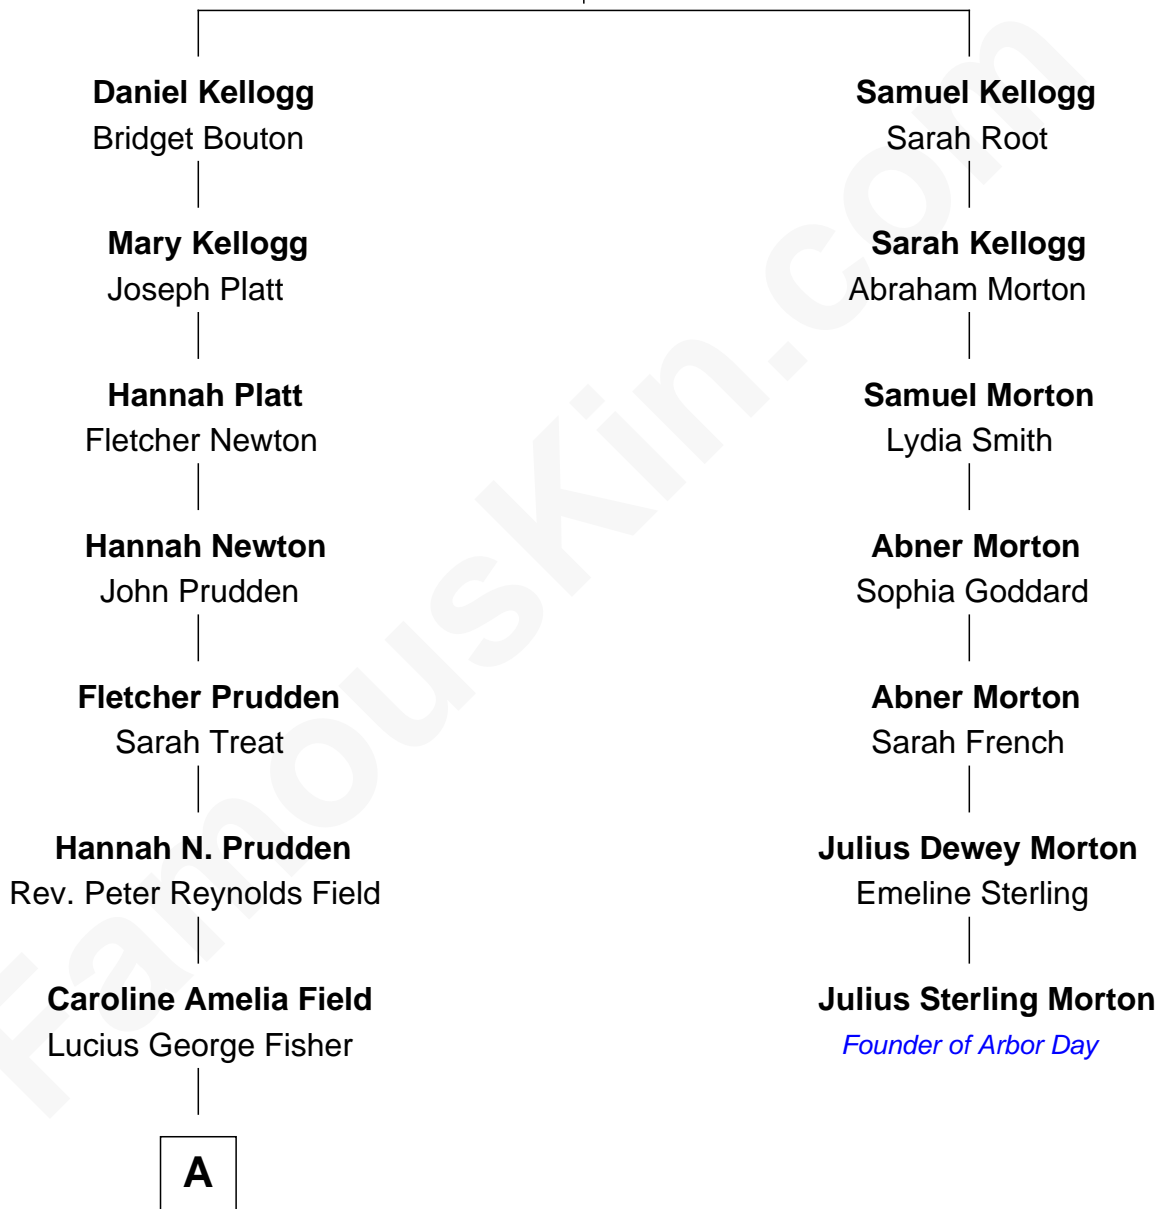 Daniel Kellogg
Bridget Bouton
Samuel Kellogg
Sarah Root
Mary Kellogg
Joseph Platt
Sarah Kellogg
Abraham Morton
Hannah Platt
Fletcher Newton
Samuel Morton
Lydia Smith
Hannah Newton
John Prudden
Abner Morton
Sophia Goddard
Fletcher Prudden
Sarah Treat
Abner Morton
Sarah French
Hannah N. Prudden
Rev. Peter Reynolds Field
Julius Dewey Morton
Emeline Sterling
Caroline Amelia Field
Lucius George Fisher
Julius Sterling Morton
Founder of Arbor Day
A
FamousKin.com